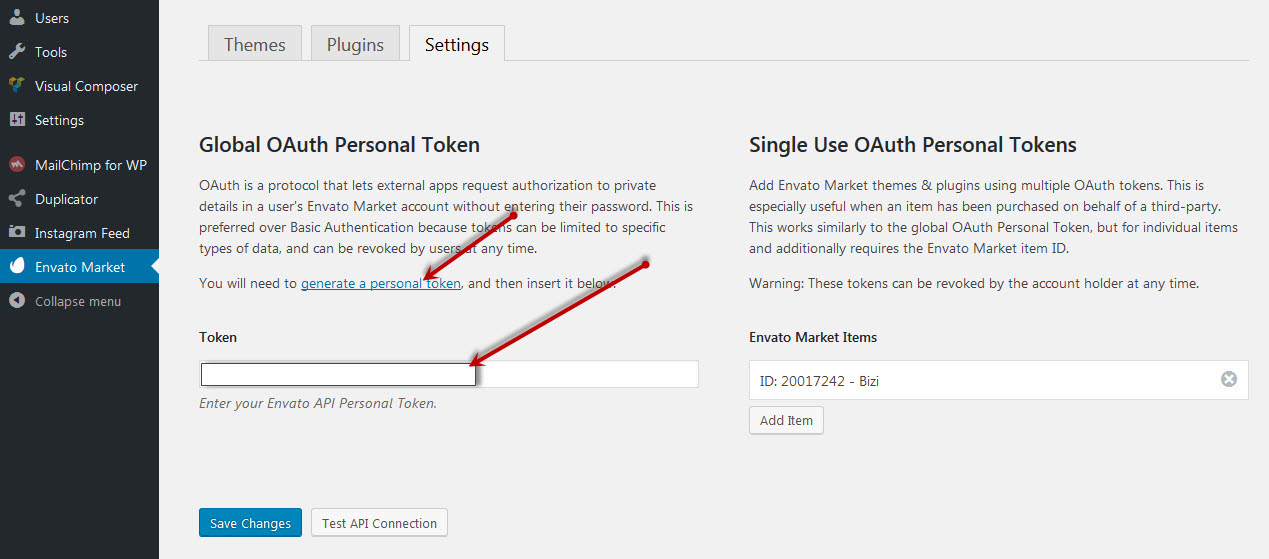 Users
Tools
Visual Composer
Settings
MailChimp for WP
Duplicator
Instagram Feed
Envato Market
Collapse menu
Themes
Plugins
Settings
Global OAuth Personal Token
OAuth is a protocol that lets external apps request authorization to private
details in a user's Envato Market account without entering their password. This is
preferred over Basic Authentication because tokens can be limited to specific
types of data, and can be revoked by users at any time.
You will need to generate a personal token, and then insert it below.
Token
Enter your Envato API Personal Token.
Save Changes
Test API Connection
Single Use OAuth Personal Tokens
Add Envato Market themes & plugins using multiple OAuth tokens. This is
especially useful when an item has been purchased on behalf of a third-party.
This works similarly to the global OAuth Personal Token, but for individual items
and additionally requires the Envato Market item ID.
Warning: These tokens can be revoked by the account holder at any time.
Envato Market Items
ID: 20017242 - Bizi
Add Item